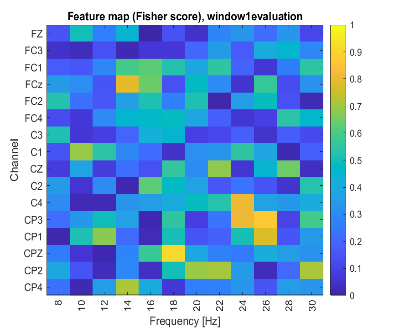 Feature map (Fisher score), window1evaluation
Channel
FZ
FC3
FC1
FCz
FC2
FC4
C3
C1
CZ
C2
C4
CP3
CP1
CPZ
CP2
CP4
8 10 12 14 16 18 20 22 24 26 28 30
Frequency [Hz]
1
0.9
0.8
0.7
0.6
0.5
0.4
0.3
0.2
0.1
0